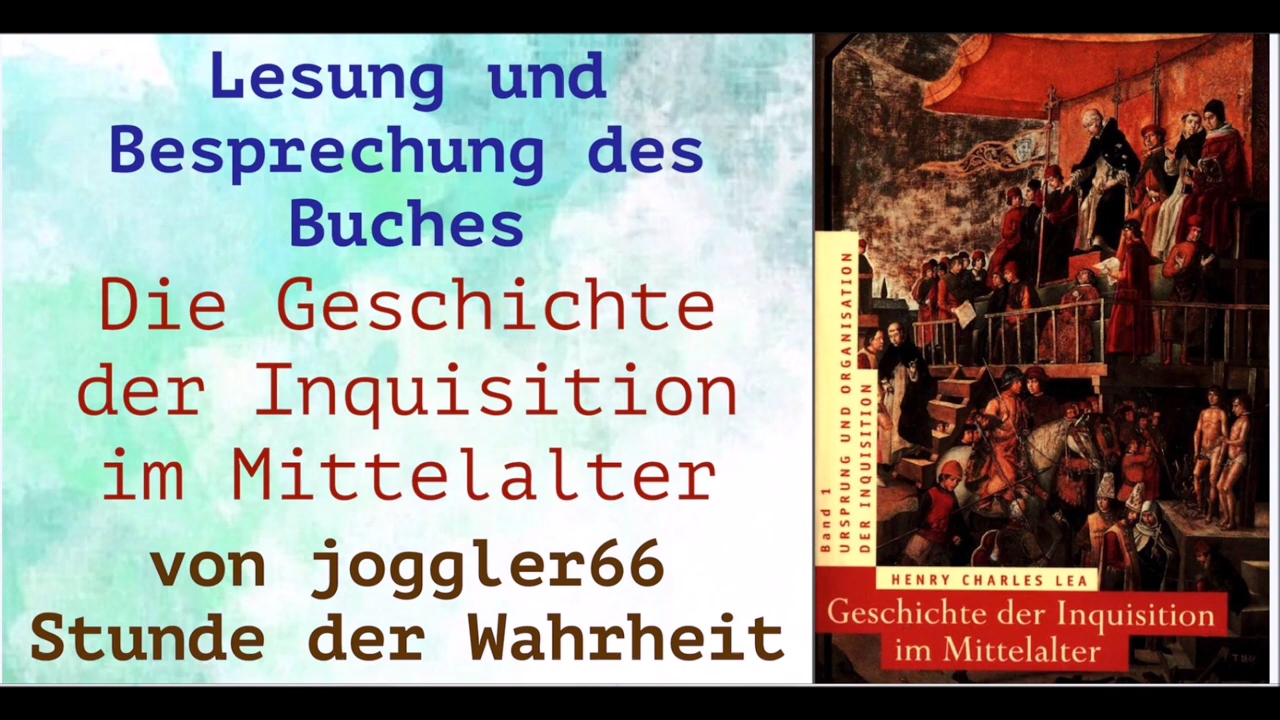 Lesung und
Besprechung des
Buches
Die Geschichte
der Inquisition
im Mittelalter
von joggler66
Stunde der Wahrheit
Band 1
URSPRUNG UND ORGANISATION
DER INQUISITION
HENRY CHARLES LEA
Geschichte der Inquisition
im Mittelalter